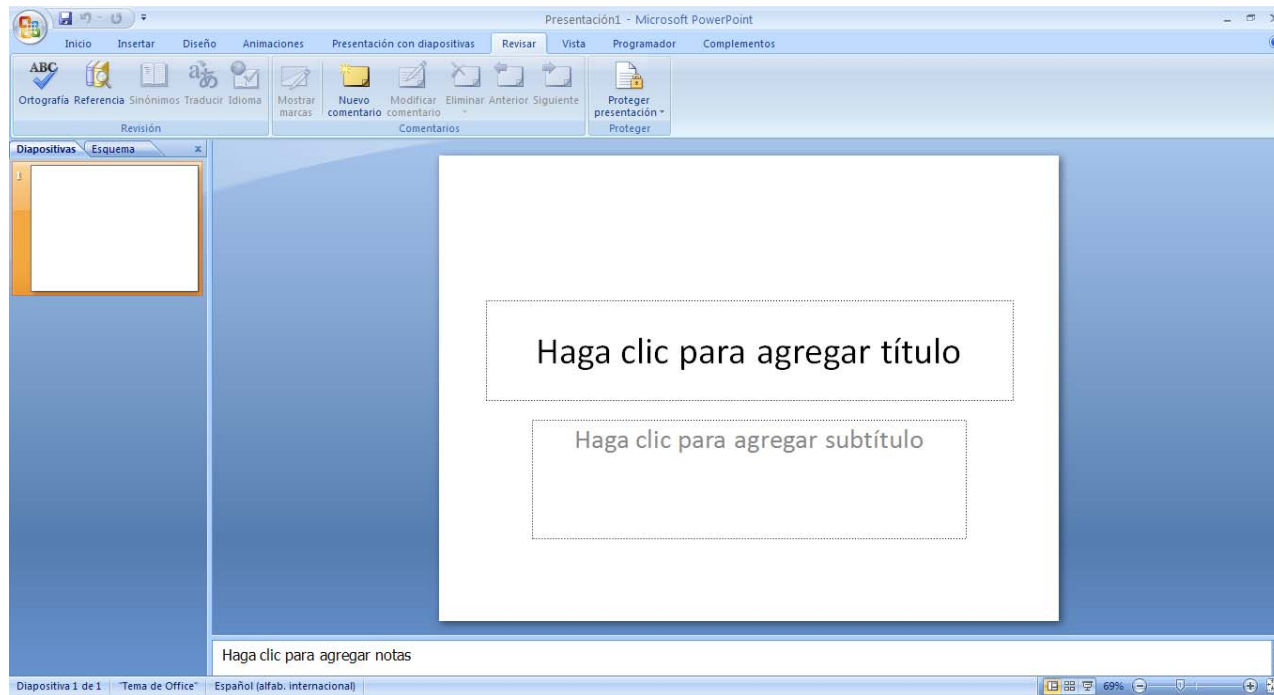 Presentación1 - Microsoft PowerPoint
Inicio Insertar Diseño Animaciones Presentación con diapositivas Revisar Vista Programador Complementos
ABC
Ortografía Referencia Sinónimos Traducir Idioma Mostrar marcas Nuevo comentario Modificar comentario Eliminar Anterior Siguiente Proteger presentación
Revisión Comentarios Proteger
Diapositivas Esquema
1
Haga clic para agregar título
Haga clic para agregar subtítulo
Haga clic para agregar notas
Diapositiva 1 de 1 "Tema de Office" Español (alfab. internacional) 69%